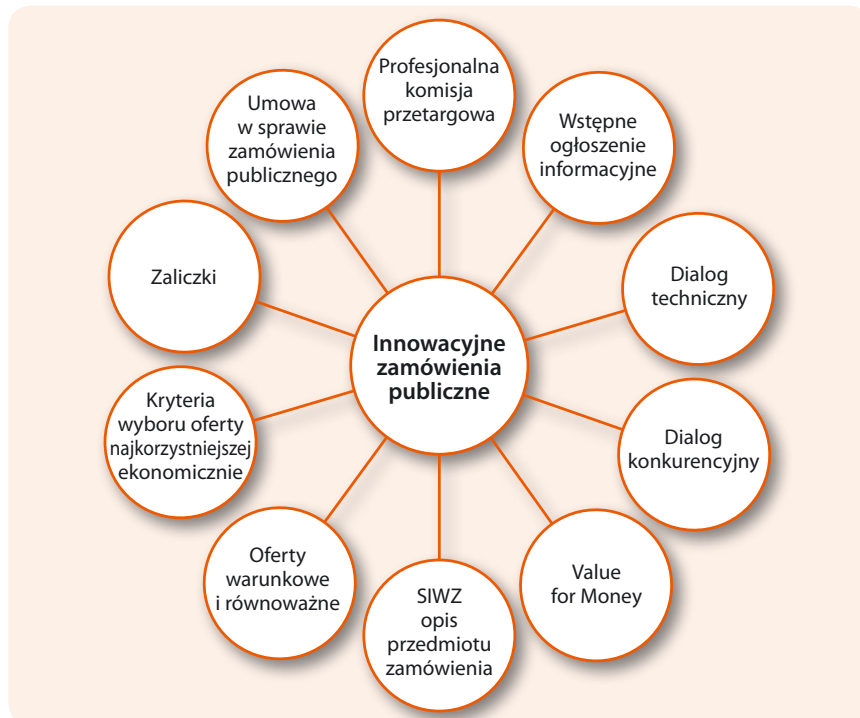 Profesjonalna
komisja
przetargowa
Wstępne
ogłoszenie
informacyjne
Dialog
techniczny
Dialog
konkurencyjny
Value
for Money
SIWZ
opis
przedmiotu
zamówienia
Oferty
warunkowe
i równoważne
Kryteria
wyboru oferty
najkorzystniejszej
ekonomicznie
Zaliczki
Umowa
w sprawie
zamówienia
publicznego
Innowacyjne
zamówienia
publiczne